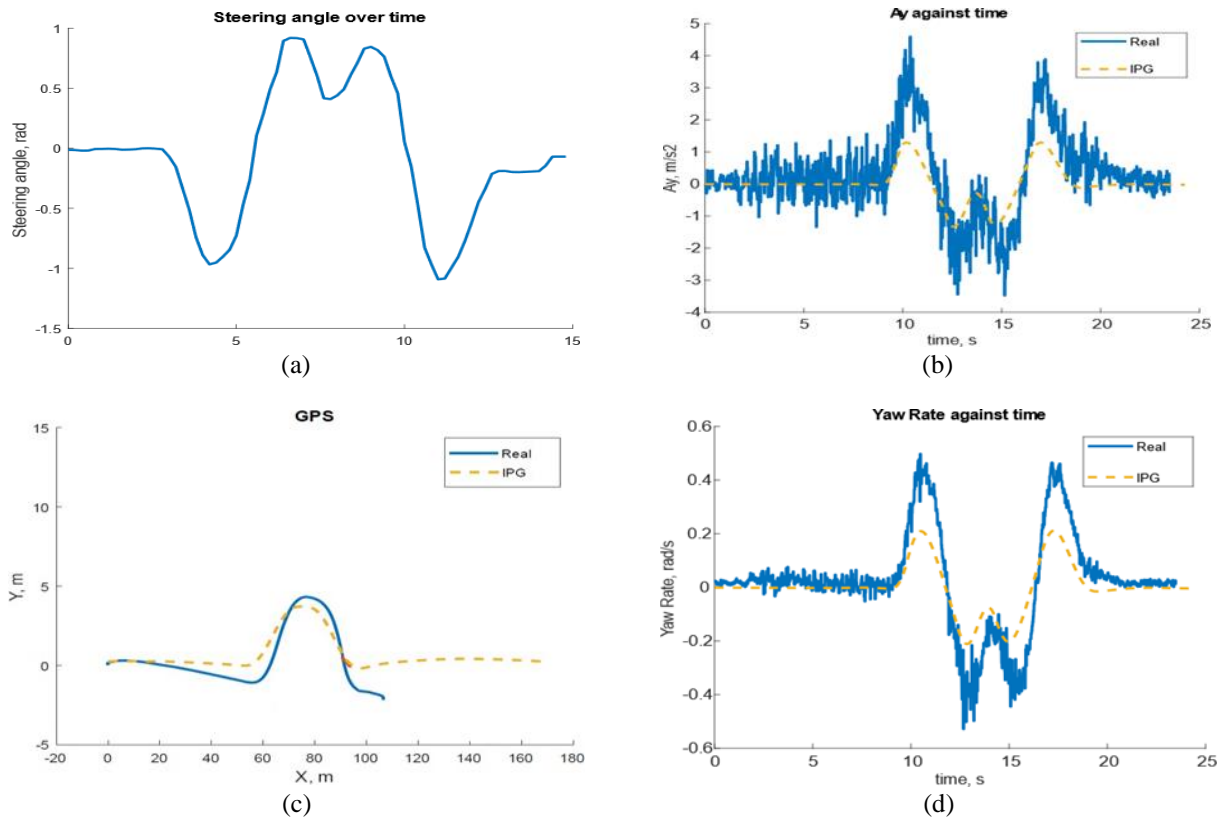 Steering angle over time
Steering angle, rad
1
0.5
0
-0.5
-1
-1.5
0
5
10
15
(a)
Ay against time
Ay, m/s2
5
4
3
2
1
0
-1
-2
-3
-4
0
5
10
15
20
25
time, s
Real
IPG
(b)
GPS
Y, m
15
10
5
0
-5
-20
0
20
40
60
80
100
120
140
160
180
X, m
Real
IPG
(c)
Yaw Rate against time
Yaw Rate, rad/s
0.6
0.4
0.2
0
-0.2
-0.4
-0.6
0
5
10
15
20
25
time, s
Real
IPG
(d)